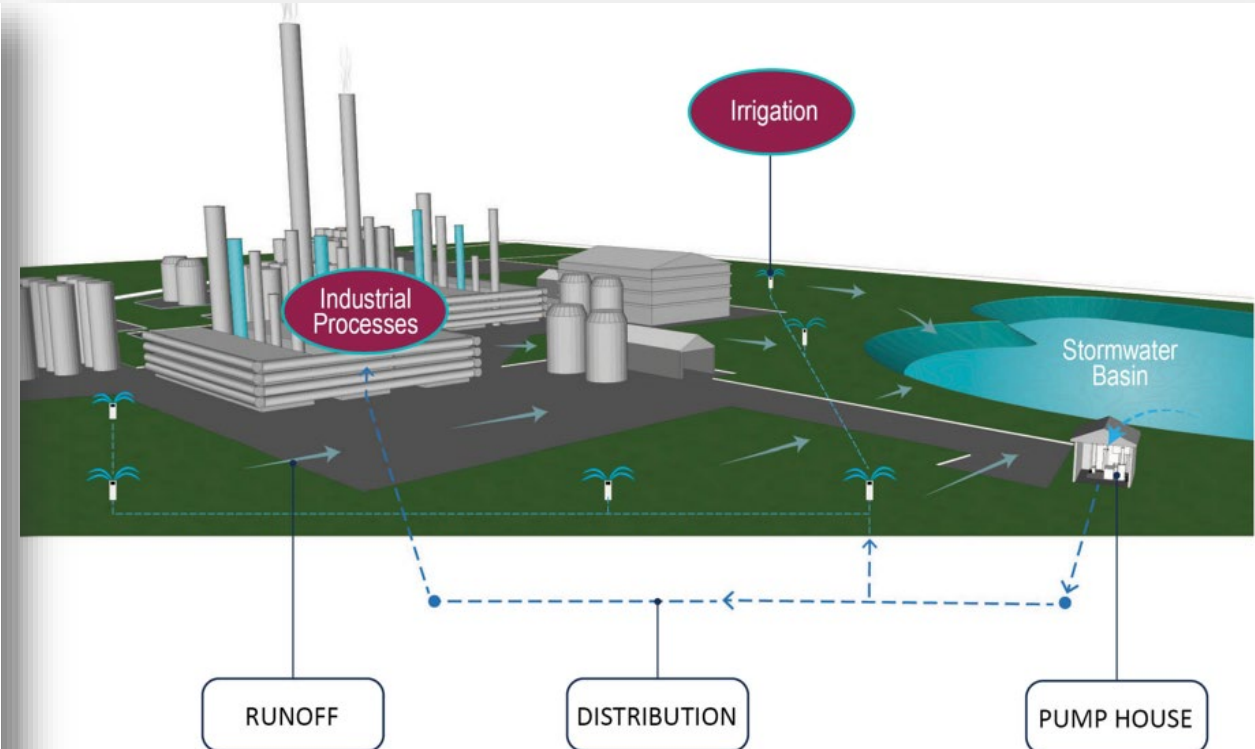 Irrigation
Industrial
Processes
Stormwater
Basin
RUNOFF
DISTRIBUTION
PUMP HOUSE